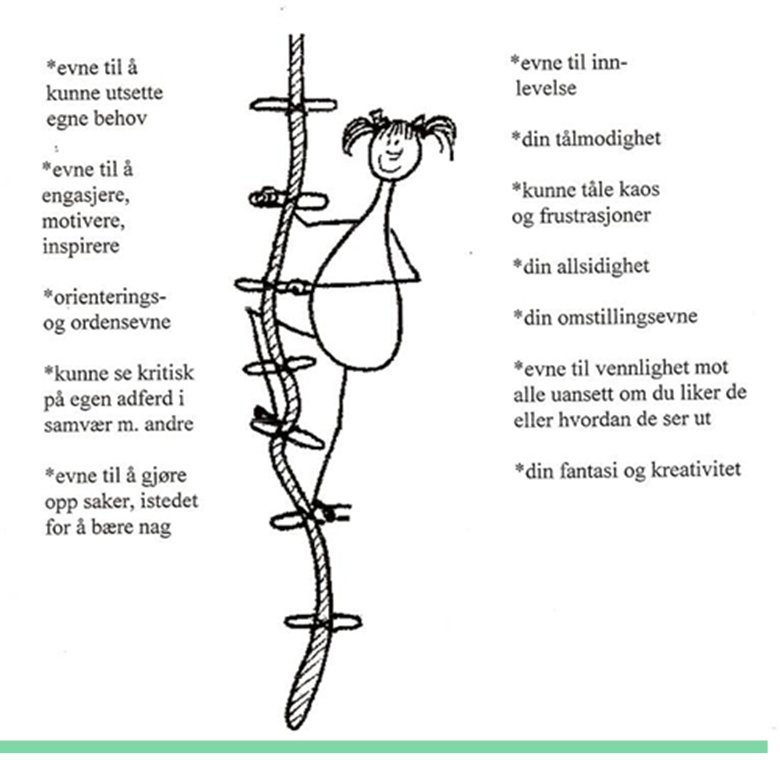 *evne til å
kunne utsette
egne behov
*evne til å
engasjere,
motivere,
inspirere
*orienterings-
og ordensevne
*kunne se kritisk
på egen adferd i
samvær m. andre
*evne til å gjøre
opp saker, istedet
for å bære nag
*evne til inn-
levelse
*din tålmodighet
*kunne tåle kaos
og frustrasjoner
*din allsidighet
*din omstillingsevne
*evne til vennlighet mot
alle uansett om du liker de
eller hvordan de ser ut
*din fantasi og kreativitet